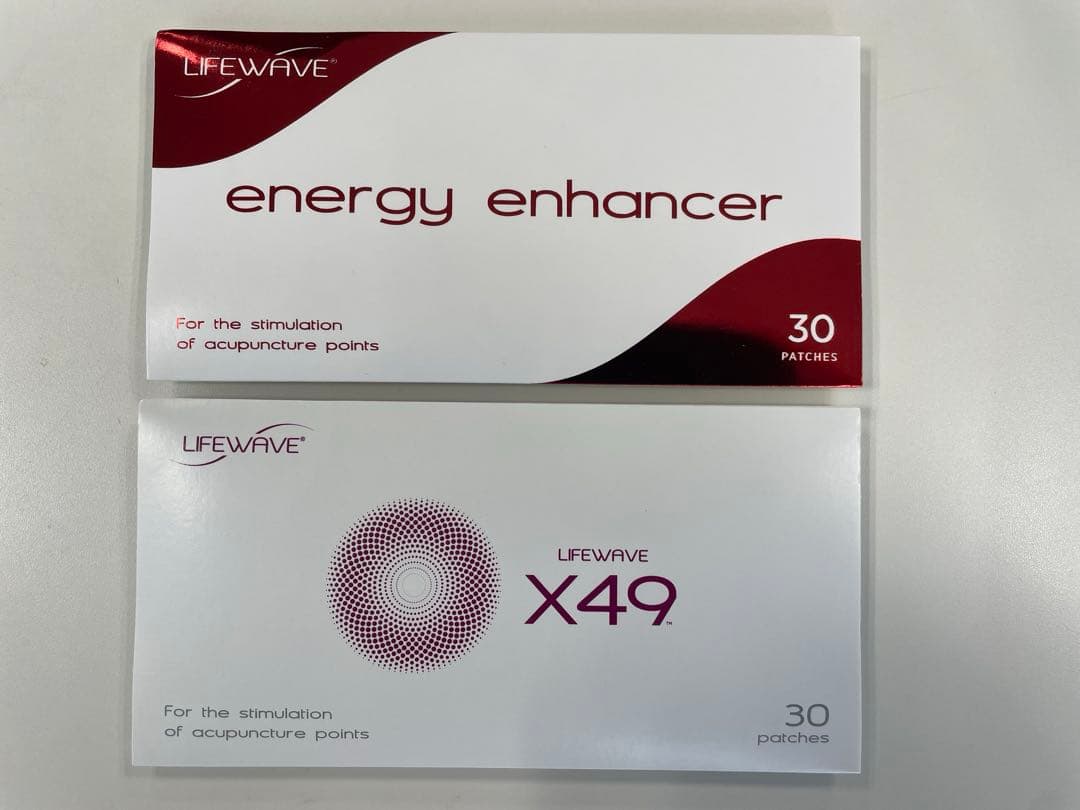 LIFEWAVE®
energy enhancer
For the stimulation
of acupuncture points
30
PATCHES
LIFEWAVE®
LIFEWAVE
X49™
For the stimulation
of acupuncture points
30
patches